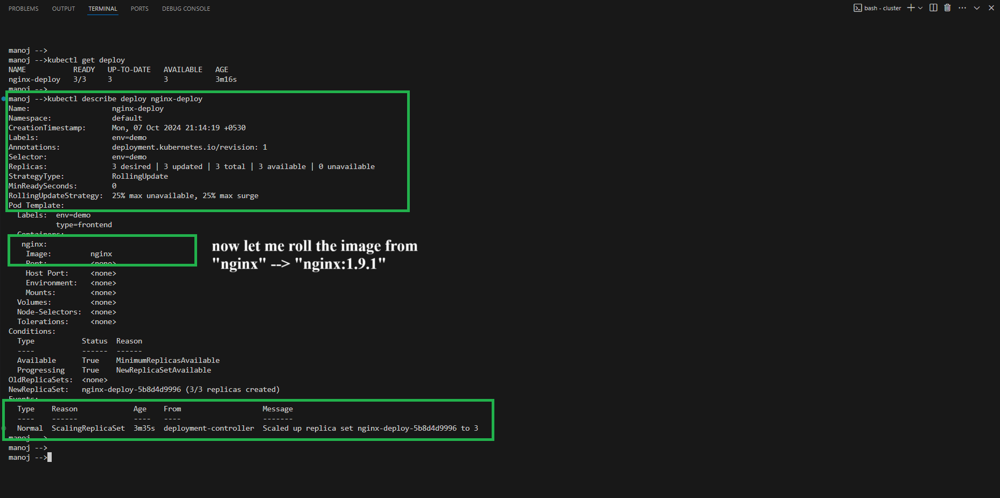 PROBLEMS OUTPUT TERMINAL PORTS DEBUG CONSOLE bash - cluster
manoj -->
manoj -->kubectl get deploy
NAME READY UP-TO-DATE AVAILABLE AGE
nginx-deploy 3/3 3 3 3m16s
manoj -->
manoj -->kubectl describe deploy nginx-deploy
Name: nginx-deploy
Namespace: default
CreationTimestamp: Mon, 07 Oct 2024 21:14:19 +0530
Labels: env=demo
Annotations: deployment.kubernetes.io/revision: 1
Selector: env=demo
Replicas: 3 desired | 3 updated | 3 total | 3 available | 0 unavailable
StrategyType: RollingUpdate
MinReadySeconds: 0
RollingUpdateStrategy: 25% max unavailable, 25% max surge
Pod Template:
Labels: env=demo
type=frontend
Containers:
nginx:
Image: nginx
Port: <none>
Host Port: <none>
Environment: <none>
Mounts: <none>
Volumes: <none>
Node-Selectors: <none>
Tolerations: <none>
now let me roll the image from
"nginx" --> "nginx:1.9.1"
Conditions:
Type Status Reason
---- ------ ------
Available True MinimumReplicasAvailable
Progressing True NewReplicaSetAvailable
OldReplicaSets: <none>
NewReplicaSet: nginx-deploy-5b8d4d9996 (3/3 replicas created)
Events:
Type Reason Age From Message
---- ------ ---- ---- -------
Normal ScalingReplicaSet 3m35s deployment-controller Scaled up replica set nginx-deploy-5b8d4d9996 to 3
manoj -->
manoj -->
manoj -->